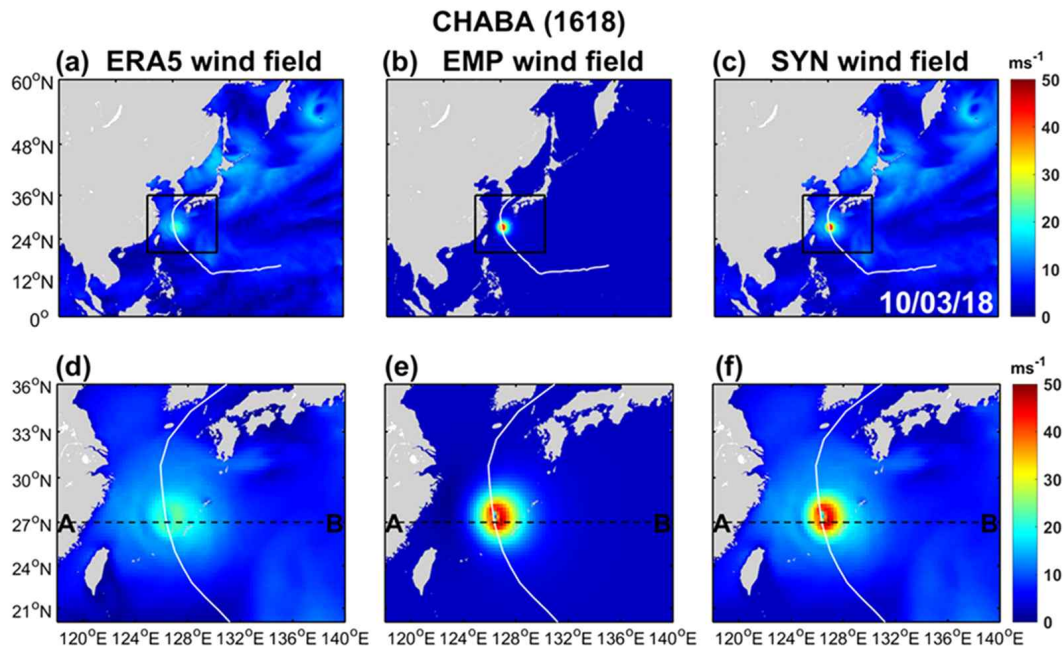 CHABA (1618)
(a) ERA5 wind field
(b) EMP wind field
(c) SYN wind field
ms⁻¹
60°N
48°N
36°N
24°N
12°N
0°
50
40
30
20
10
0
10/03/18
(d)
(e)
(f)
ms⁻¹
36°N
33°N
30°N
27°N
24°N
21°N
A
B
A
B
A
B
50
40
30
20
10
0
120°E 124°E 128°E 132°E 136°E 140°E
120°E 124°E 128°E 132°E 136°E 140°E
120°E 124°E 128°E 132°E 136°E 140°E